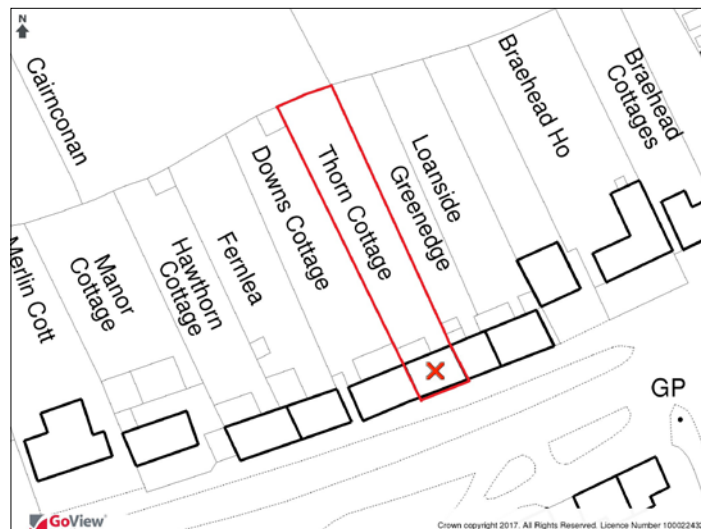 N
Cairnconan
Merlin Cott
Manor
Cottage
Hawthorn
Cottage
Fernlea
Downs Cottage
Thorn Cottage
Loanside
Greenedge
Braehead Ho
Braehead
Cottages
GP
GoView
Crown copyright 2017. All Rights Reserved. Licence Number 100022432